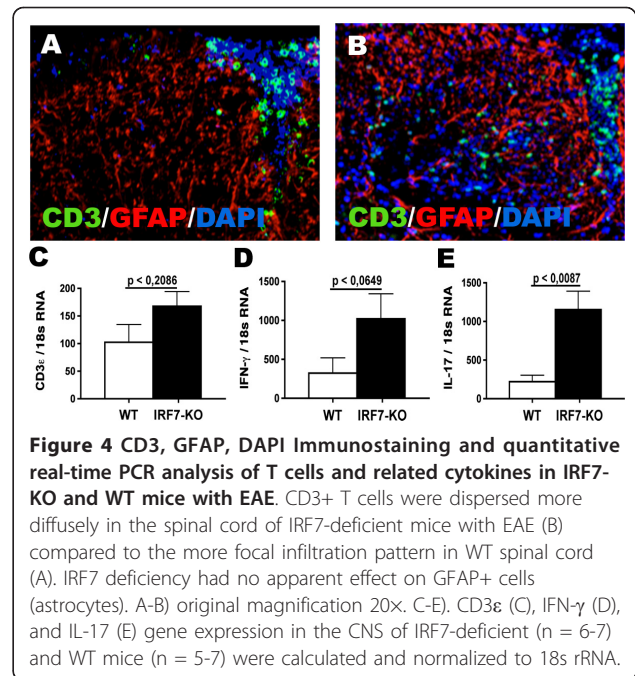 A
B
CD3/GFAP/DAPI
CD3/GFAP/DAPI
C
D
E
p < ,2086
p < ,0649
p < ,0087
CD3ε / 18s RNA
200
150
100
50
0
WT IRF7-KO
IFN-γ / 18s RNA
1500
1000
500
0
WT IRF7-KO
IL-17 / 18s RNA
1500
1000
500
0
WT IRF7-KO
Figure 4 CD3, GFAP, DAPI Immunostaining and quantitative
real-time PCR analysis of T cells and related cytokines in IRF7-
KO and WT mice with EAE. CD3+ T cells were dispersed more
diffusely in the spinal cord of IRF7-deficient mice with EAE (B)
compared to the more focal infiltration pattern in WT spinal cord
(A). IRF7 deficiency had no apparent effect on GFAP+ cells
(astrocytes). A-B) original magnification 20×. C-E). CD3ε (C), IFN-γ (D),
and IL-17 (E) gene expression in the CNS of IRF7-deficient (n = 6-7)
and WT mice (n = 5-7) were calculated and normalized to 18s rRNA.